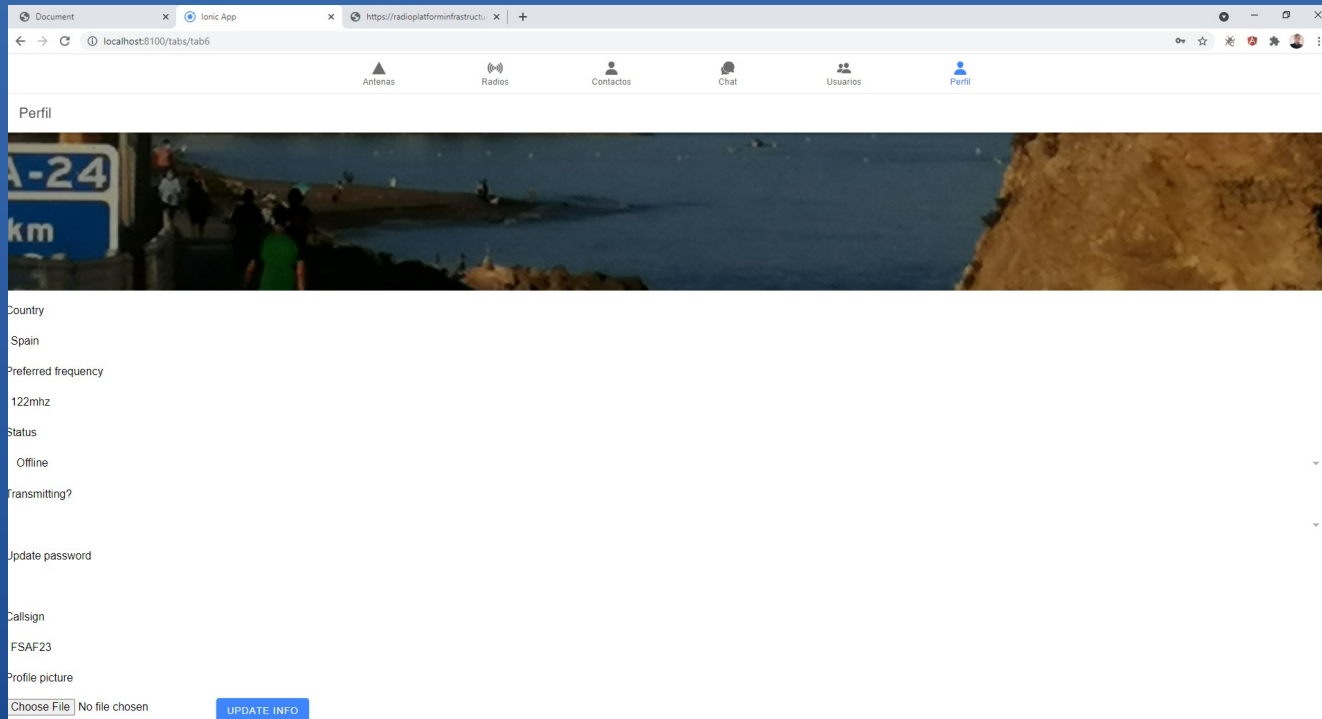 Document
Ionic App
https://radioplatforminfrastructu
localhost:8100/tabs/tab6
Antenas
Radios
Contactos
Chat
Usuarios
Perfil
Perfil
A-24
km
Country
Spain
Preferred frequency
122mhz
Status
Offline
Transmitting?
Update password
Callsign
FSAF23
Profile picture
Choose File No file chosen
UPDATE INFO